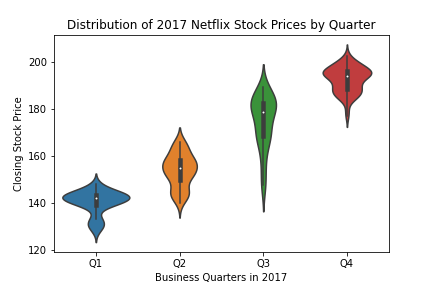 Distribution of 2017 Netflix Stock Prices by Quarter
Closing Stock Price
200
180
160
140
120
Q1 Q2 Q3 Q4
Business Quarters in 2017